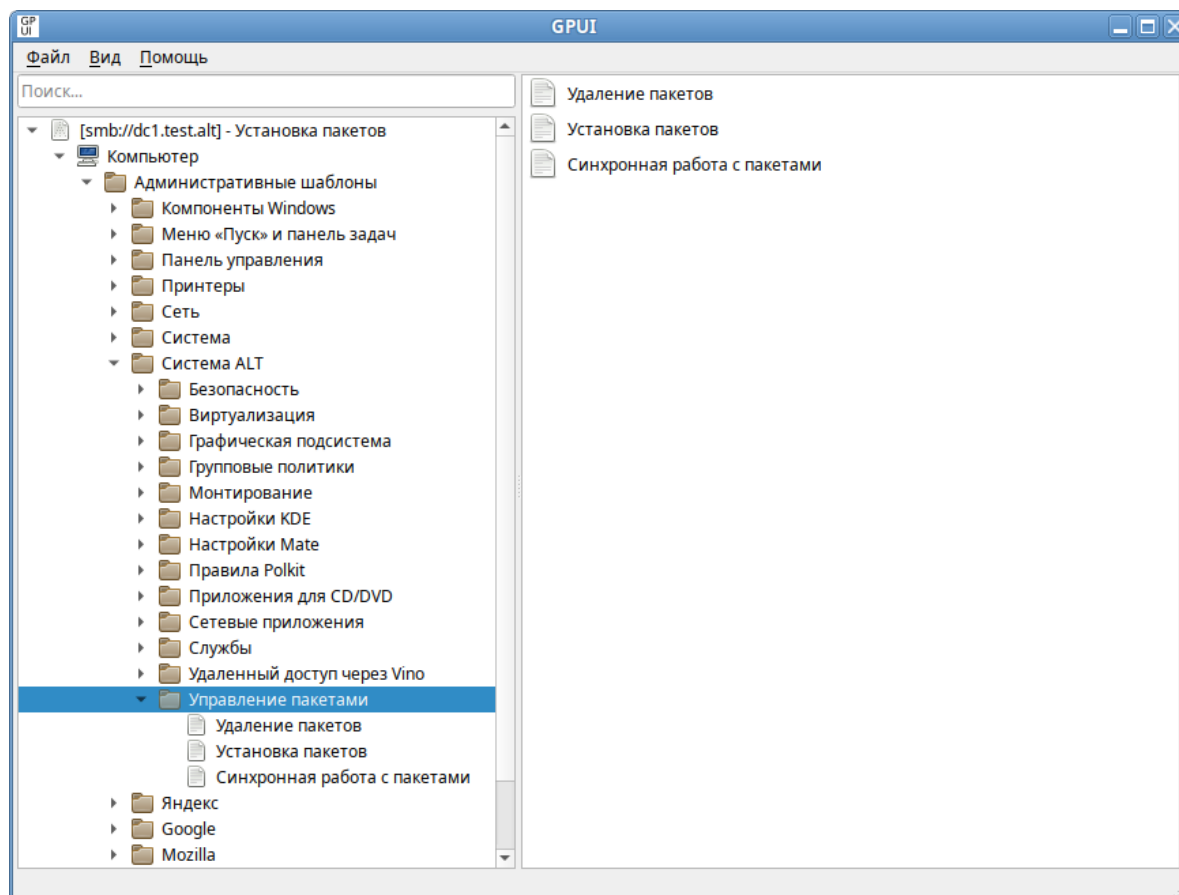 GP
UI
GPUI
Файл Вид Помощь
Поиск...
[smb://dc1.test.alt] - Установка пакетов
Компьютер
Административные шаблоны
Компоненты Windows
Меню «Пуск» и панель задач
Панель управления
Принтеры
Сеть
Система
Система ALT
Безопасность
Виртуализация
Графическая подсистема
Групповые политики
Монтирование
Настройки KDE
Настройки Mate
Правила Polkit
Приложения для CD/DVD
Сетевые приложения
Службы
Удаленный доступ через Vino
Управление пакетами
Удаление пакетов
Установка пакетов
Синхронная работа с пакетами
Яндекс
Google
Mozilla
Удаление пакетов
Установка пакетов
Синхронная работа с пакетами